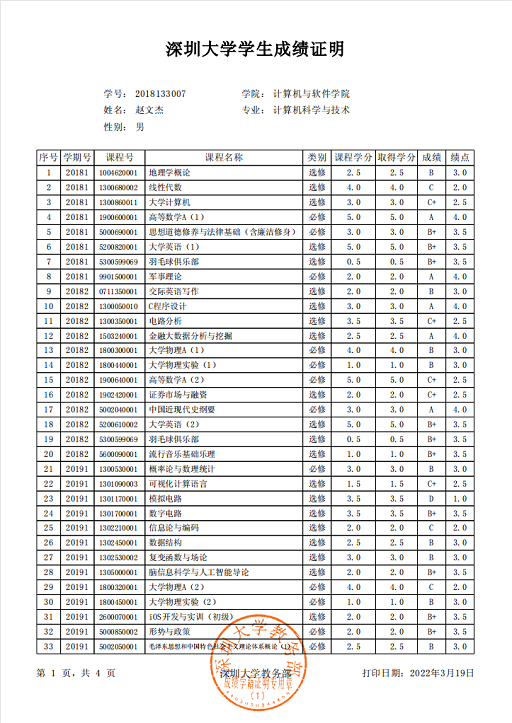 深圳大学学生成绩证明
学号： 2018133007 学院： 计算机与软件学院
姓名： 赵文杰 专业： 计算机科学与技术
性别： 男
序号 学期号 课程号 课程名称 类别 课程学分 取得学分 成绩 绩点
1 20181 1004620001 地理学概论 选修 2.5 2.5 B 3.0
2 20181 1300680002 线性代数 选修 4.0 4.0 C 2.0
3 20181 1300860011 大学计算机 选修 3.0 3.0 C+ 2.5
4 20181 1900600001 高等数学A（1） 必修 5.0 5.0 A 4.0
5 20181 5000690001 思想道德修养与法律基础（含廉洁修身） 必修 3.0 3.0 B+ 3.5
6 20181 5200820001 大学英语（1） 选修 5.0 5.0 B+ 3.5
7 20181 5300599069 羽毛球俱乐部 选修 0.5 0.5 B+ 3.5
8 20181 9901500001 军事理论 必修 2.0 2.0 A 4.0
9 20182 0711350001 交际英语写作 选修 2.0 2.0 B 3.0
10 20182 1300050010 C程序设计 选修 3.0 3.0 A 4.0
11 20182 1300350001 电路分析 选修 3.5 3.5 C+ 2.5
12 20182 1503240001 金融大数据分析与挖掘 选修 2.5 2.5 A 4.0
13 20182 1800300001 大学物理A（1） 必修 4.0 4.0 B 3.0
14 20182 1800440001 大学物理实验（1） 必修 1.0 1.0 B 3.0
15 20182 1900640001 高等数学A（2） 必修 5.0 5.0 C+ 2.5
16 20182 1902420001 证券市场与融资 选修 2.0 2.0 C+ 2.5
17 20182 5002040001 中国近现代史纲要 必修 3.0 3.0 A 4.0
18 20182 5200610002 大学英语（2） 选修 5.0 5.0 B+ 3.5
19 20182 5300599069 羽毛球俱乐部 选修 0.5 0.5 B+ 3.5
20 20182 5600090001 流行音乐基础乐理 选修 1.0 1.0 B+ 3.5
21 20191 1300530001 概率论与数理统计 必修 3.0 3.0 B 3.0
22 20191 1301090003 可视化计算语言 选修 1.5 1.5 C+ 2.5
23 20191 1301170001 模拟电路 选修 3.5 3.5 D 1.0
24 20191 1301700001 数字电路 选修 3.5 3.5 B+ 3.5
25 20191 1302210001 信息论与编码 选修 2.0 2.0 C 2.0
26 20191 1302450001 数据结构 选修 2.5 2.5 B 3.0
27 20191 1302530002 复变函数与场论 选修 3.0 3.0 B 3.0
28 20191 1305000001 脑信息科学与人工智能导论 选修 2.0 2.0 B+ 3.5
29 20191 1800320001 大学物理A（2） 必修 4.0 4.0 C 2.0
30 20191 1800450001 大学物理实验（2） 必修 1.0 1.0 B 3.0
31 20191 2600070001 iOS开发与实训（初级） 必修 2.0 2.0 B+ 3.5
32 20191 5000850002 形势与政策 必修 2.0 2.0 B+ 3.5
33 20191 5002050001 毛泽东思想和中国特色社会主义理论体系概论（1） 必修 2.5 2.5 B 3.0
深圳大学教务部
成绩学籍证明专用章
（1）
第 1 页，共 4 页 深圳大学教务部 打印日期：2022年3月19日